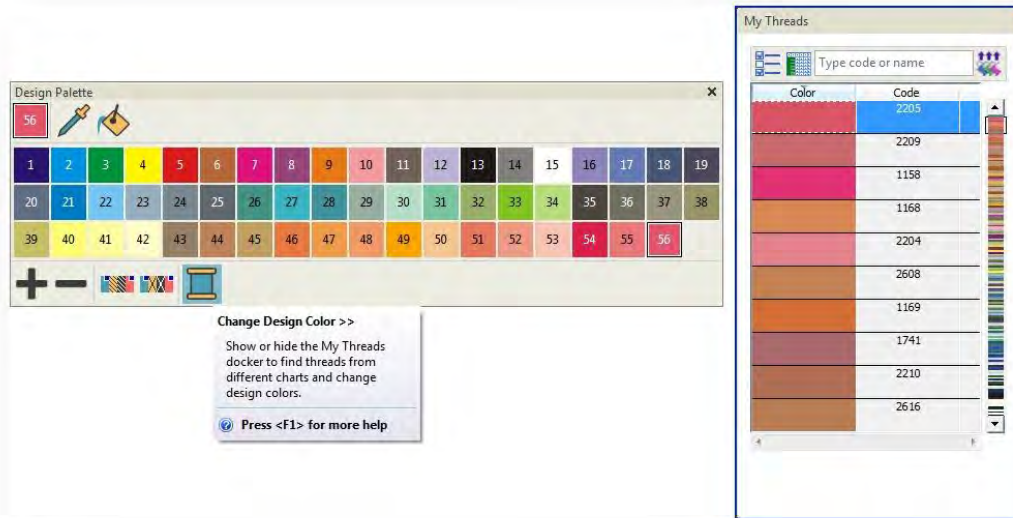 Design Palette
56
1 2 3 4 5 6 7 8 9 10 11 12 13 14 15 16 17 18 19
20 21 22 23 24 25 26 27 28 29 30 31 32 33 34 35 36 37 38
39 40 41 42 43 44 45 46 47 48 49 50 51 52 53 54 55 56
Change Design Color >>
Show or hide the My Threads
docker to find threads from
different charts and change
design colors.
Press <F1> for more help
My Threads
Type code or name
Color Code
2205
2209
1158
1168
2204
2608
1169
1741
2210
2616